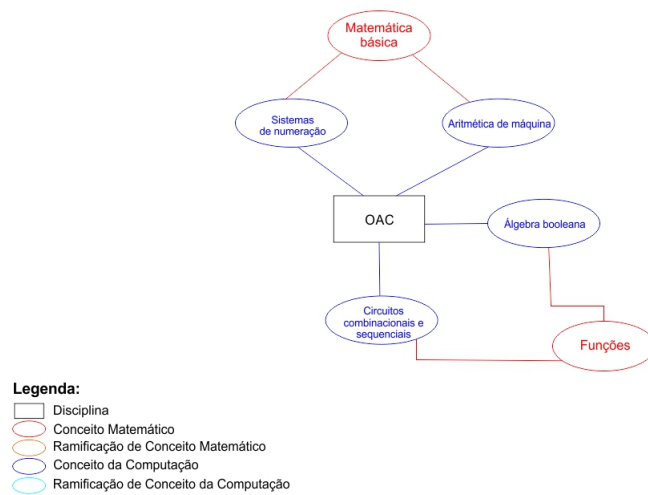 Matemática
básica
Sistemas
de numeração
Aritmética de máquina
OAC
Álgebra booleana
Circuitos
combinacionais e
sequenciais
Funções
Legenda:
Disciplina
Conceito Matemático
Ramificação de Conceito Matemático
Conceito da Computação
Ramificação de Conceito da Computação